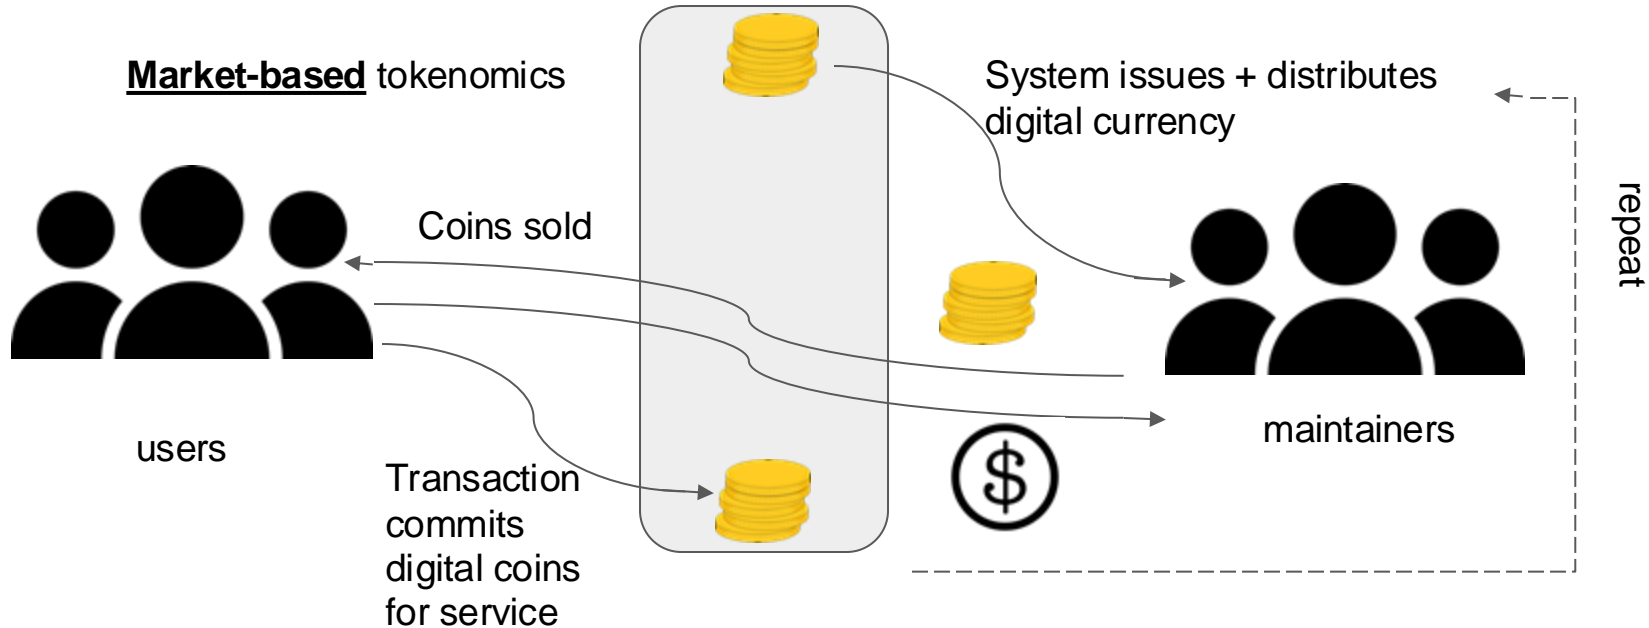 Market-based tokenomics
System issues + distributes
digital currency
repeat
Coins sold
$
users
maintainers
Transaction
commits
digital coins
for service